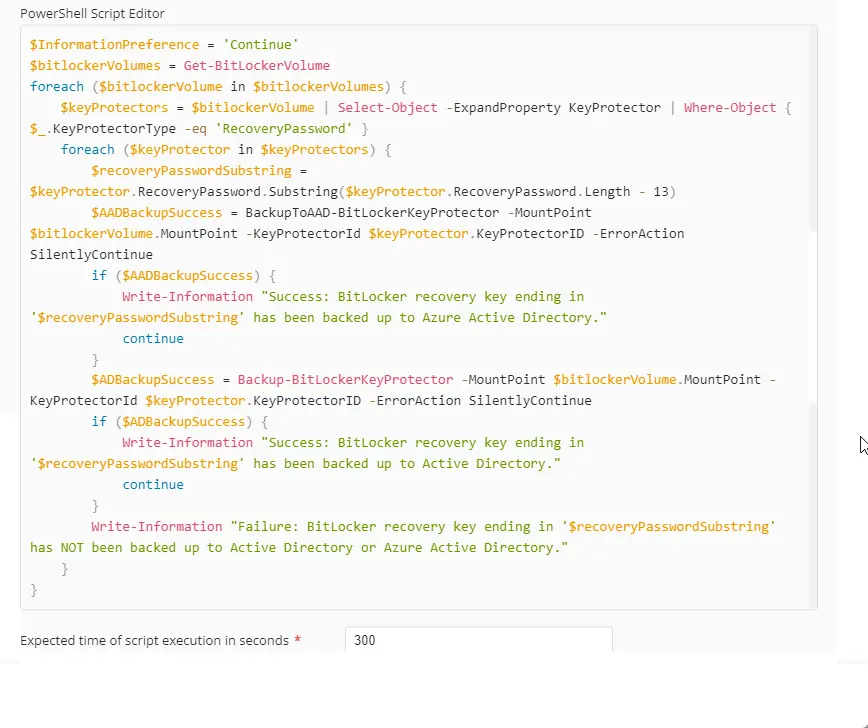 PowerShell Script Editor
$InformationPreference = 'Continue'
$bitlockerVolumes = Get-BitLockerVolume
foreach ($bitlockerVolume in $bitlockerVolumes) {
$keyProtectors = $bitlockerVolume | Select-Object -ExpandProperty KeyProtector | Where-Object {
$_.KeyProtectorType -eq 'RecoveryPassword' }
foreach ($keyProtector in $keyProtectors) {
$recoveryPasswordSubstring =
$keyProtector.RecoveryPassword.Substring($keyProtector.RecoveryPassword.Length - 13)
$AADBackupSuccess = BackupToAAD-BitLockerKeyProtector -MountPoint
$bitlockerVolume.MountPoint -KeyProtectorId $keyProtector.KeyProtectorID -ErrorAction
SilentlyContinue
if ($AADBackupSuccess) {
Write-Information "Success: BitLocker recovery key ending in
'$recoveryPasswordSubstring' has been backed up to Azure Active Directory."
continue
}
$ADBackupSuccess = Backup-BitLockerKeyProtector -MountPoint $bitlockerVolume.MountPoint -
KeyProtectorId $keyProtector.KeyProtectorID -ErrorAction SilentlyContinue
if ($ADBackupSuccess) {
Write-Information "Success: BitLocker recovery key ending in
'$recoveryPasswordSubstring' has been backed up to Active Directory."
continue
}
Write-Information "Failure: BitLocker recovery key ending in '$recoveryPasswordSubstring'
has NOT been backed up to Active Directory or Azure Active Directory."
}
}
Expected time of script execution in seconds * 300